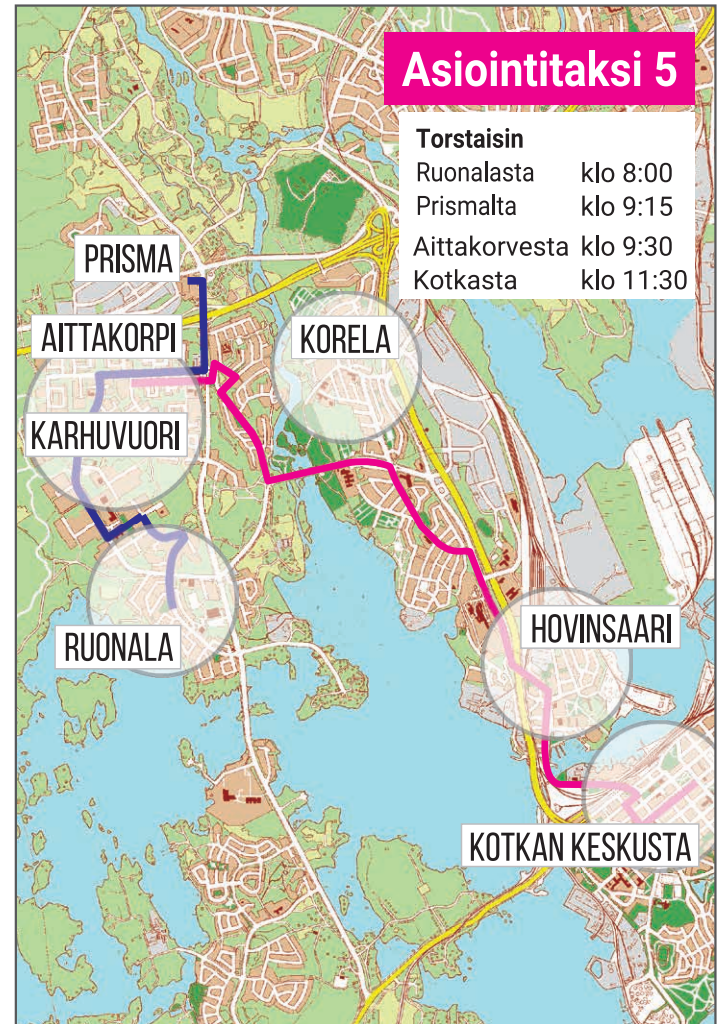 Asiointitaksi 5
Torstaisin
Ruonalasta klo 8:00
Prismalta klo 9:15
Aittakorvesta klo 9:30
Kotkasta klo 11:30
PRISMA
AITTAKORPI
KORELA
KARHUVUORI
HOVINSAARI
RUONALA
KOTKAN KESKUSTA